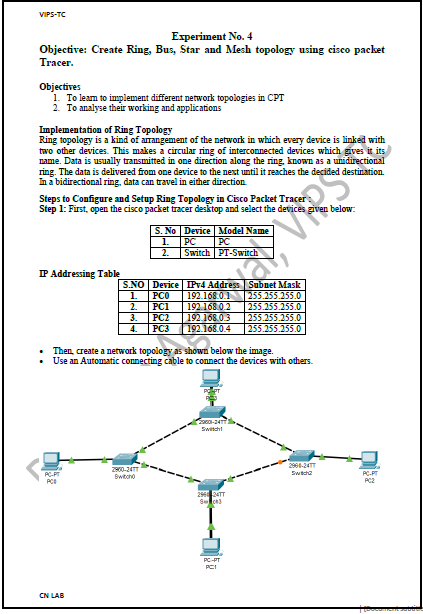 VIPS-TC
Experiment No. 4
Objective: Create Ring, Bus, Star and Mesh topology using cisco packet
Tracer.
Objectives
1. To learn to implement different network topologies in CPT
2. To analyse their working and applications
Implementation of Ring Topology
Ring topology is a kind of arrangement of the network in which every device is linked with
two other devices. This makes a circular ring of interconnected devices which gives it its
name. Data is usually transmitted in one direction along the ring, known as a unidirectional
ring. The data is delivered from one device to the next until it reaches the decided destination.
In a bidirectional ring, data can travel in either direction.
Steps to Configure and Setup Ring Topology in Cisco Packet Tracer :
Step 1: First, open the cisco packet tracer desktop and select the devices given below:
S. No Device Model Name
1. PC PC
2. Switch PT-Switch
IP Addressing Table
S.NO Device IPv4 Address Subnet Mask
1. PC0 192.168.0.1 255.255.255.0
2. PC1 192.168.0.2 255.255.255.0
3. PC2 192.168.0.3 255.255.255.0
4. PC3 192.168.0.4 255.255.255.0
• Then, create a network topology as shown below the image.
• Use an Automatic connecting cable to connect the devices with others.
PC-PT
2960-24TT
Switch1
PC-PT
PC0
2960-24TT
Switch0
2960-24TT
Switch2
PC-PT
PC2
2960-24TT
Switch3
PC-PT
PC1
Agarwal, VIPS TC
CN LAB